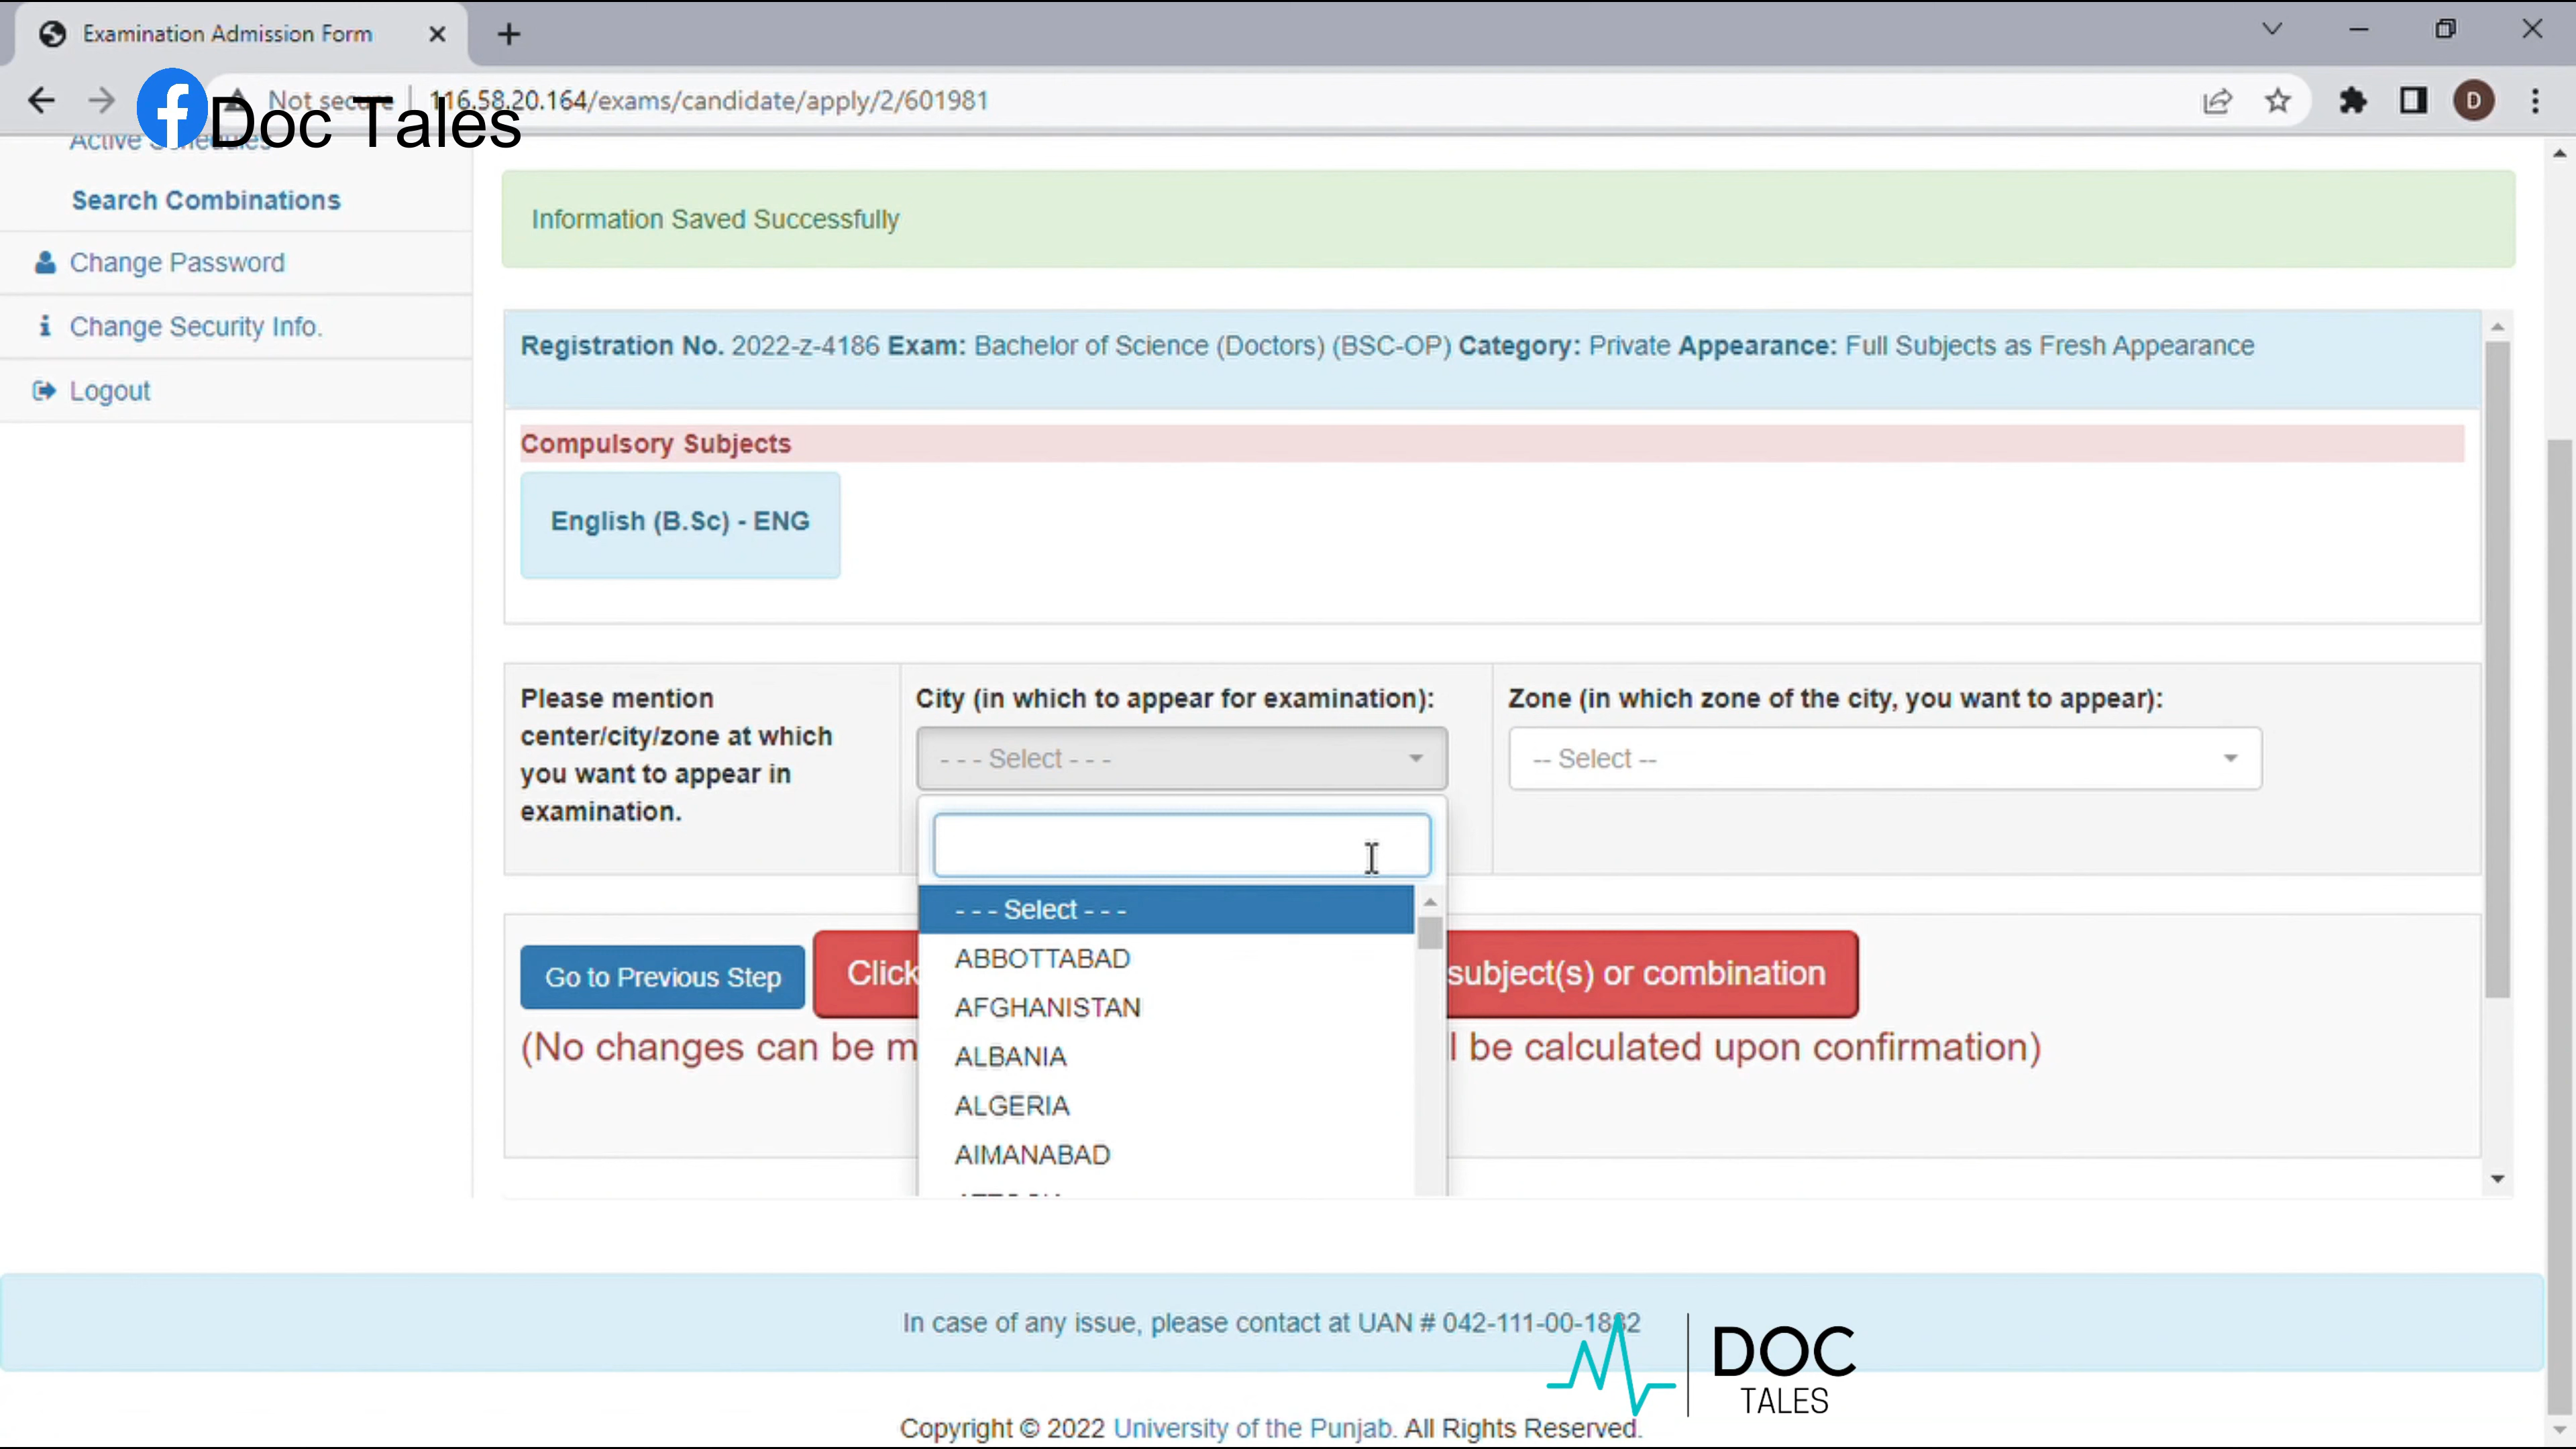 Examination Admission Form
Not secure 116.58.20.164/exams/candidate/apply/2/601981
D
f Doc Tales
Active Schedules
Search Combinations
Change Password
Change Security Info.
Logout
Information Saved Successfully
Registration No. 2022-z-4186 Exam: Bachelor of Science (Doctors) (BSC-OP) Category: Private Appearance: Full Subjects as Fresh Appearance
Compulsory Subjects
English (B.Sc) - ENG
Please mention
center/city/zone at which
you want to appear in
examination.
City (in which to appear for examination):
- - - Select - - -
Zone (in which zone of the city, you want to appear):
-- Select --
- - - Select - - -
ABBOTTABAD
AFGHANISTAN
ALBANIA
ALGERIA
AIMANABAD
Go to Previous Step
Click subject(s) or combination
(No changes can be m l be calculated upon confirmation)
In case of any issue, please contact at UAN # 042-111-00-1882
DOC
TALES
Copyright © 2022 University of the Punjab. All Rights Reserved.